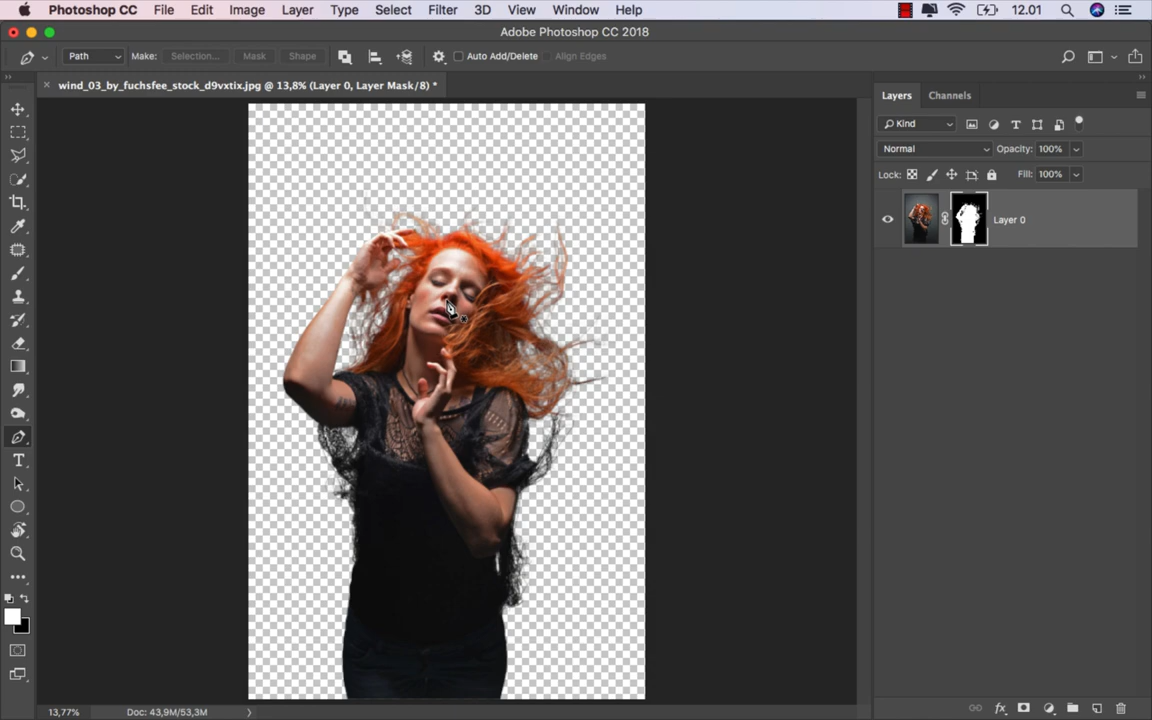 Photoshop CC File Edit Image Layer Type Select Filter 3D View Window Help 12.01
Adobe Photoshop CC 2018
Path Make: Selection... Mask Shape Auto Add/Delete Align Edges
wind_03_by_fuchsfee_stock_d9vxtix.jpg @ 13,8% (Layer 0, Layer Mask/8) *
Layers Channels
Kind
Normal Opacity: 100%
Lock: Fill: 100%
Layer 0
13,77% Doc: 43,9M/53,3M